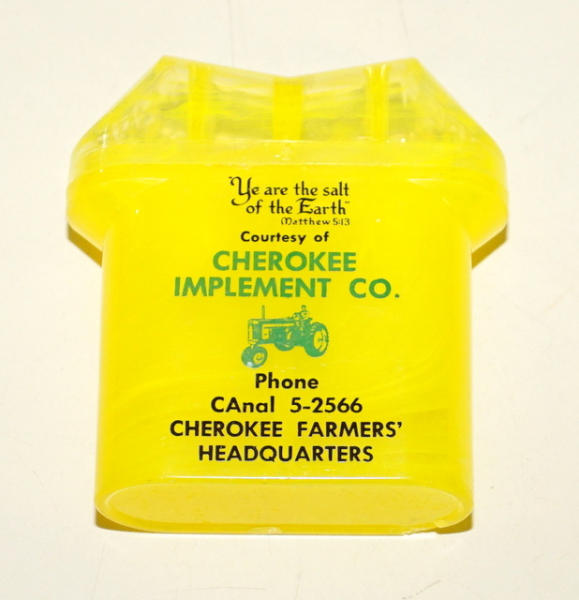 "Ye are the salt
of the Earth"
Matthew 5:13
Courtesy of
CHEROKEE
IMPLEMENT CO.
Phone
CAnal 5-2566
CHEROKEE FARMERS'
HEADQUARTERS